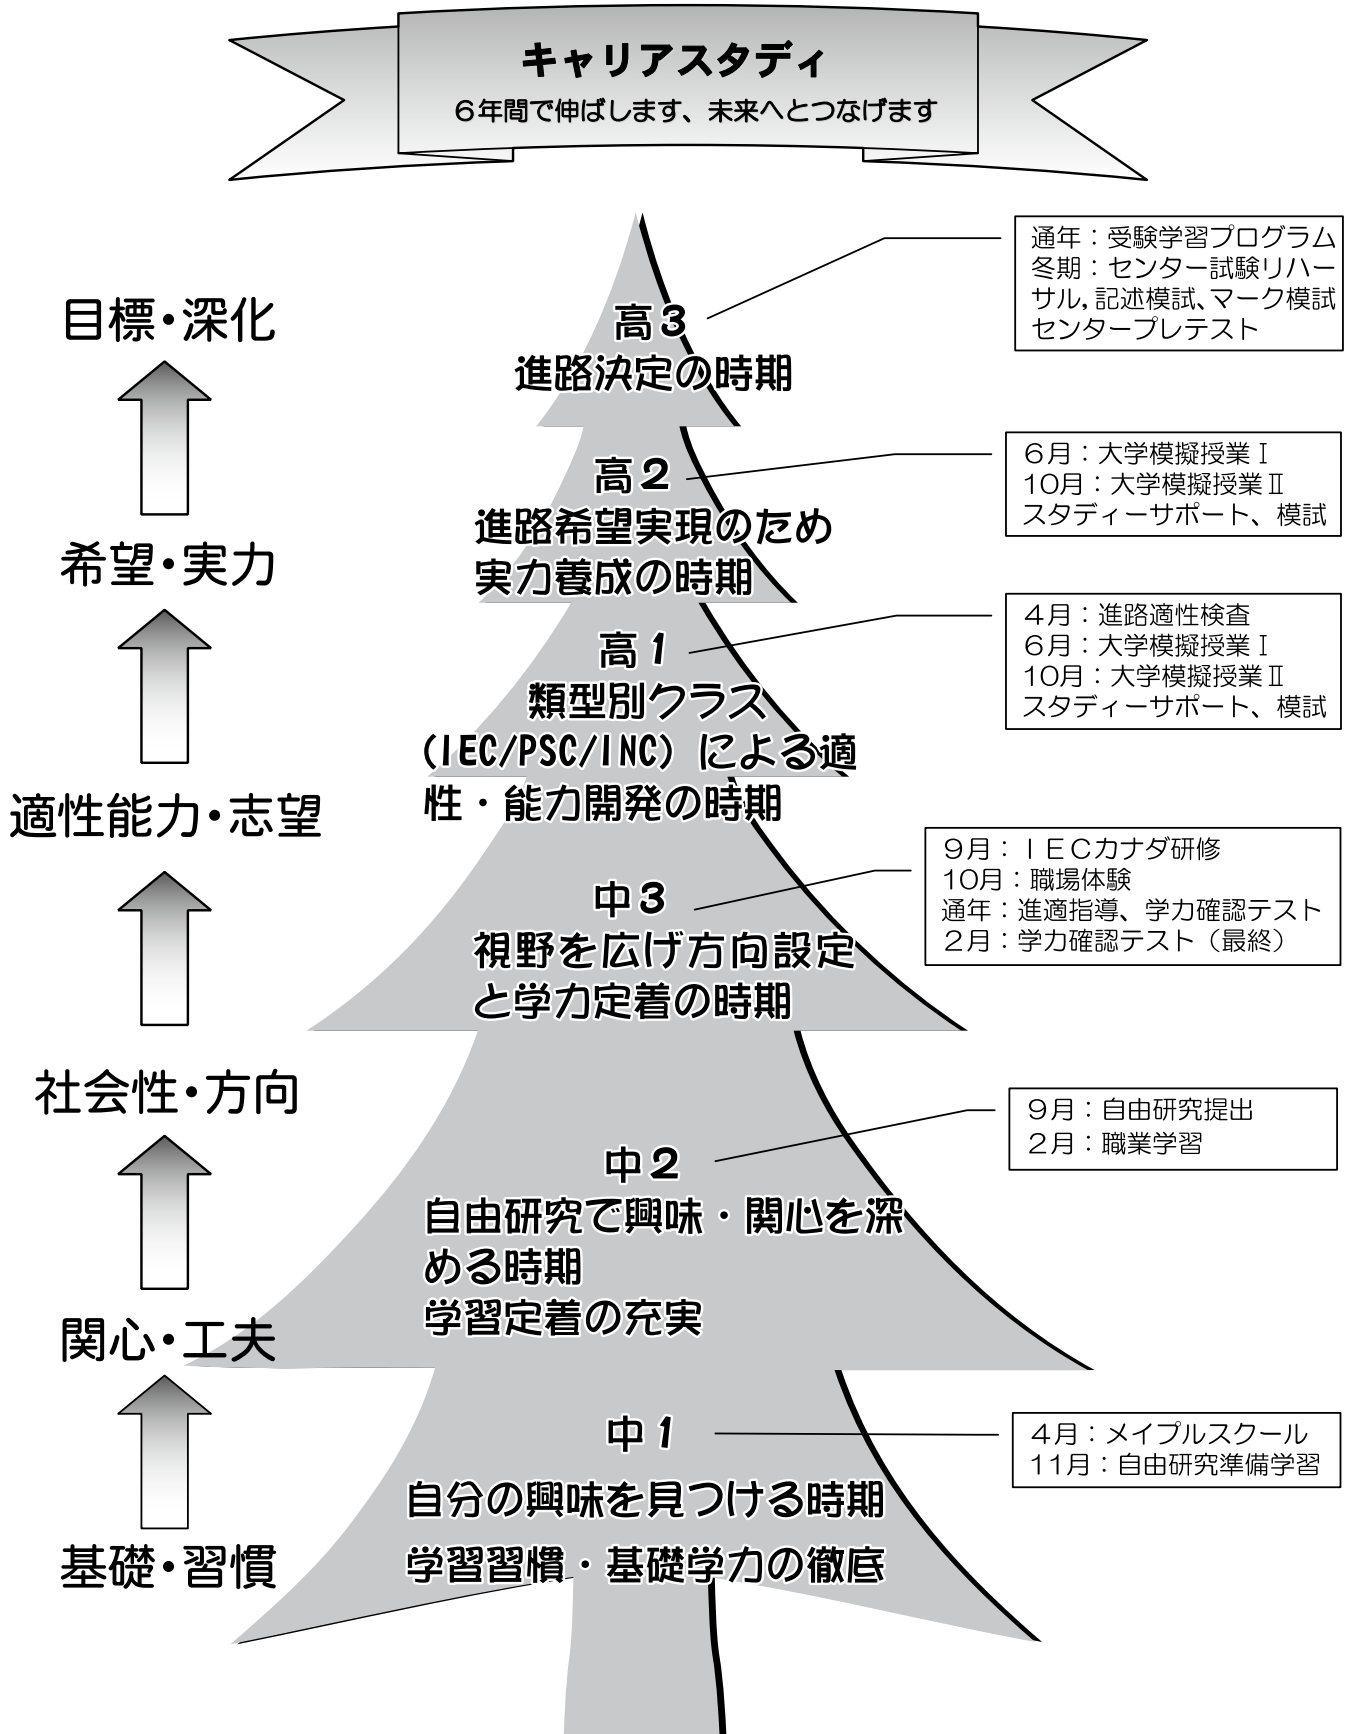 キャリアスタディ
６年間で伸ばします、未来へとつなげます
目標・深化
高３
進路決定の時期
通年：受験学習プログラム
冬期：センター試験リハー
サル，記述模試、マーク模試
センタープレテスト
希望・実力
高２
進路希望実現のため
実力養成の時期
６月：大学模擬授業Ⅰ
10月：大学模擬授業Ⅱ
スタディーサポート、模試
適性能力・志望
高１
類型別クラス
(IEC/PSC/INC) による適
性・能力開発の時期
４月：進路適性検査
６月：大学模擬授業Ⅰ
10月：大学模擬授業Ⅱ
スタディーサポート、模試
社会性・方向
中３
視野を広げ方向設定
と学力定着の時期
９月：ＩＥＣカナダ研修
10月：職場体験
通年：進適指導、学力確認テスト
２月：学力確認テスト（最終）
関心・工夫
中２
自由研究で興味・関心を深
める時期
学習定着の充実
９月：自由研究提出
２月：職業学習
基礎・習慣
中１
自分の興味を見つける時期
学習習慣・基礎学力の徹底
４月：メイプルスクール
11月：自由研究準備学習